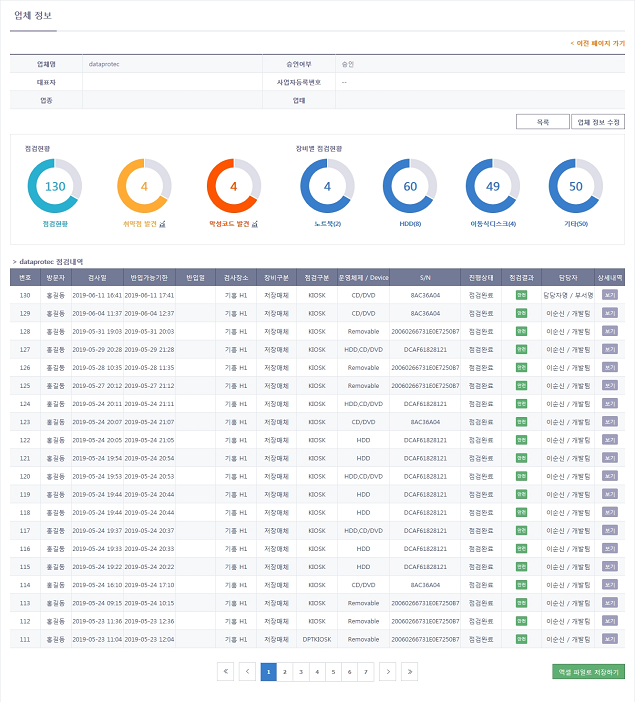 업체 정보
< 이전 페이지 가기
업체명 dataprotec 승인여부 승인
대표자 사업자등록번호 --
업종 업태
목록 업체 정보 수정
점검현황 장비별 점검현황
130 4 4 4 60 49 50
점검현황 취약점 발견 악성코드 발견 노트북(2) HDD(8) 이동식디스크(4) 기타(50)
> dataprotec 점검내역
번호 방문자 검사일 반입가능기한 반입일 검사장소 장비구분 점검구분 운영체제 / Device S/N 진행상태 점검결과 담당자 상세내역
130 홍길동 2019-06-11 16:41 2019-06-11 17:41 기흥 H1 저장매체 KIOSK CD/DVD 8AC36A04 점검완료 안전 담당자명 / 부서명 보기
129 홍길동 2019-06-04 11:37 2019-06-04 12:37 기흥 H1 저장매체 KIOSK CD/DVD 8AC36A04 점검완료 안전 이순신 / 개발팀 보기
128 홍길동 2019-05-31 19:03 2019-05-31 20:03 기흥 H1 저장매체 KIOSK Removable 20060266731E0E7250B7 점검완료 안전 이순신 / 개발팀 보기
127 홍길동 2019-05-29 20:28 2019-05-29 21:28 기흥 H1 저장매체 KIOSK HDD,CD/DVD DCAF61828121 점검완료 안전 이순신 / 개발팀 보기
126 홍길동 2019-05-28 10:35 2019-05-28 11:35 기흥 H1 저장매체 KIOSK Removable 20060266731E0E7250B7 점검완료 안전 이순신 / 개발팀 보기
125 홍길동 2019-05-27 20:12 2019-05-27 21:12 기흥 H1 저장매체 KIOSK Removable 20060266731E0E7250B7 점검완료 안전 이순신 / 개발팀 보기
124 홍길동 2019-05-24 20:11 2019-05-24 21:11 기흥 H1 저장매체 KIOSK HDD,CD/DVD DCAF61828121 점검완료 안전 이순신 / 개발팀 보기
123 홍길동 2019-05-24 20:07 2019-05-24 21:07 기흥 H1 저장매체 KIOSK CD/DVD 8AC36A04 점검완료 안전 이순신 / 개발팀 보기
122 홍길동 2019-05-24 20:05 2019-05-24 21:05 기흥 H1 저장매체 KIOSK HDD DCAF61828121 점검완료 안전 이순신 / 개발팀 보기
121 홍길동 2019-05-24 19:54 2019-05-24 20:54 기흥 H1 저장매체 KIOSK HDD DCAF61828121 점검완료 안전 이순신 / 개발팀 보기
120 홍길동 2019-05-24 19:53 2019-05-24 20:53 기흥 H1 저장매체 KIOSK HDD,CD/DVD DCAF61828121 점검완료 안전 이순신 / 개발팀 보기
119 홍길동 2019-05-24 19:44 2019-05-24 20:44 기흥 H1 저장매체 KIOSK HDD DCAF61828121 점검완료 안전 이순신 / 개발팀 보기
118 홍길동 2019-05-24 19:44 2019-05-24 20:44 기흥 H1 저장매체 KIOSK HDD DCAF61828121 점검완료 안전 이순신 / 개발팀 보기
117 홍길동 2019-05-24 19:37 2019-05-24 20:37 기흥 H1 저장매체 KIOSK HDD,CD/DVD DCAF61828121 점검완료 안전 이순신 / 개발팀 보기
116 홍길동 2019-05-24 19:33 2019-05-24 20:33 기흥 H1 저장매체 KIOSK HDD DCAF61828121 점검완료 안전 이순신 / 개발팀 보기
115 홍길동 2019-05-24 19:22 2019-05-24 20:22 기흥 H1 저장매체 KIOSK HDD DCAF61828121 점검완료 안전 이순신 / 개발팀 보기
114 홍길동 2019-05-24 16:10 2019-05-24 17:10 기흥 H1 저장매체 KIOSK CD/DVD 8AC36A04 점검완료 안전 이순신 / 개발팀 보기
113 홍길동 2019-05-24 09:15 2019-05-24 10:15 기흥 H1 저장매체 KIOSK Removable 20060266731E0E7250B7 점검완료 안전 이순신 / 개발팀 보기
112 홍길동 2019-05-23 11:36 2019-05-23 12:36 기흥 H1 저장매체 KIOSK Removable 20060266731E0E7250B7 점검완료 안전 이순신 / 개발팀 보기
111 홍길동 2019-05-23 11:04 2019-05-23 12:04 기흥 H1 저장매체 DPTKIOSK Removable 20060266731E0E7250B7 점검완료 안전 이순신 / 개발팀 보기
« < 1 2 3 4 5 6 7 > » 엑셀 파일로 저장하기